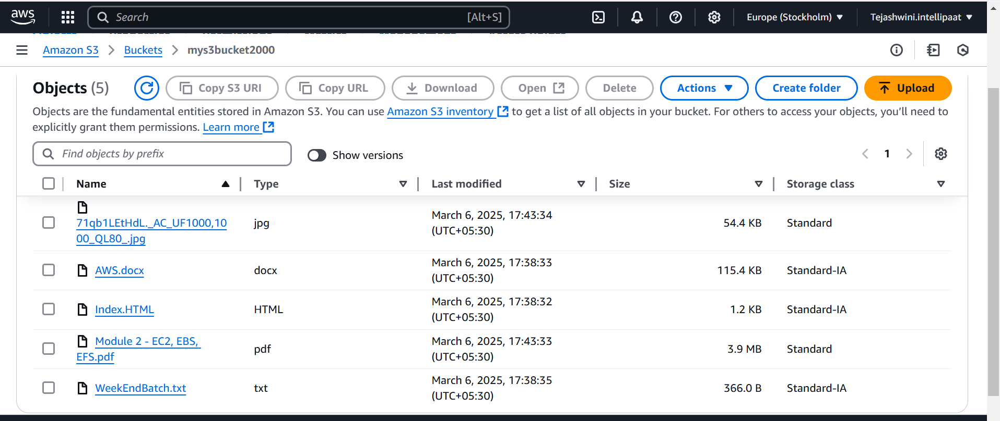 aws
Search [Alt+S]
Europe (Stockholm)
Tejashwini.intellipaat
Amazon S3
Buckets
mys3bucket2000
Objects (5)
Copy S3 URI
Copy URL
Download
Open
Delete
Actions
Create folder
Upload
Objects are the fundamental entities stored in Amazon S3. You can use Amazon S3 inventory to get a list of all objects in your bucket. For others to access your objects, you’ll need to
explicitly grant them permissions. Learn more
Find objects by prefix
Show versions
1
Name Type Last modified Size Storage class
71qb1LEtHdL._AC_UF1000,10
00_QL80_.jpg
jpg
March 6, 2025, 17:43:34
(UTC+05:30)
54.4 KB
Standard
AWS.docx
docx
March 6, 2025, 17:38:33
(UTC+05:30)
115.4 KB
Standard-IA
Index.HTML
HTML
March 6, 2025, 17:38:32
(UTC+05:30)
1.2 KB
Standard-IA
Module 2 - EC2, EBS,
EFS.pdf
pdf
March 6, 2025, 17:43:33
(UTC+05:30)
3.9 MB
Standard
WeekEndBatch.txt
txt
March 6, 2025, 17:38:35
(UTC+05:30)
366.0 B
Standard-IA